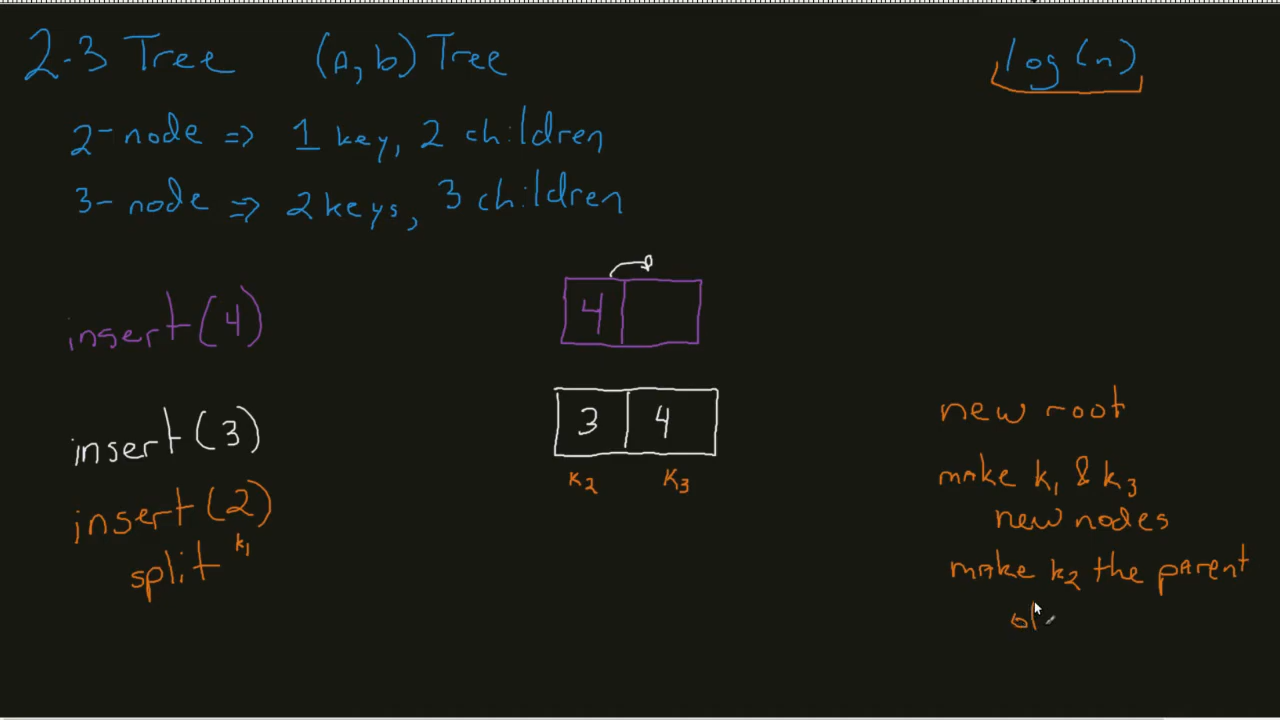 2-3 Tree (A, b) Tree log(n)
2-node => 1 key, 2 children
3-node => 2 keys, 3 children
insert(4) 4
insert(3) 3 4
k2 k3
insert(2)
k1
split
new root
make k1 & k3
new nodes
make k2 the parent
of